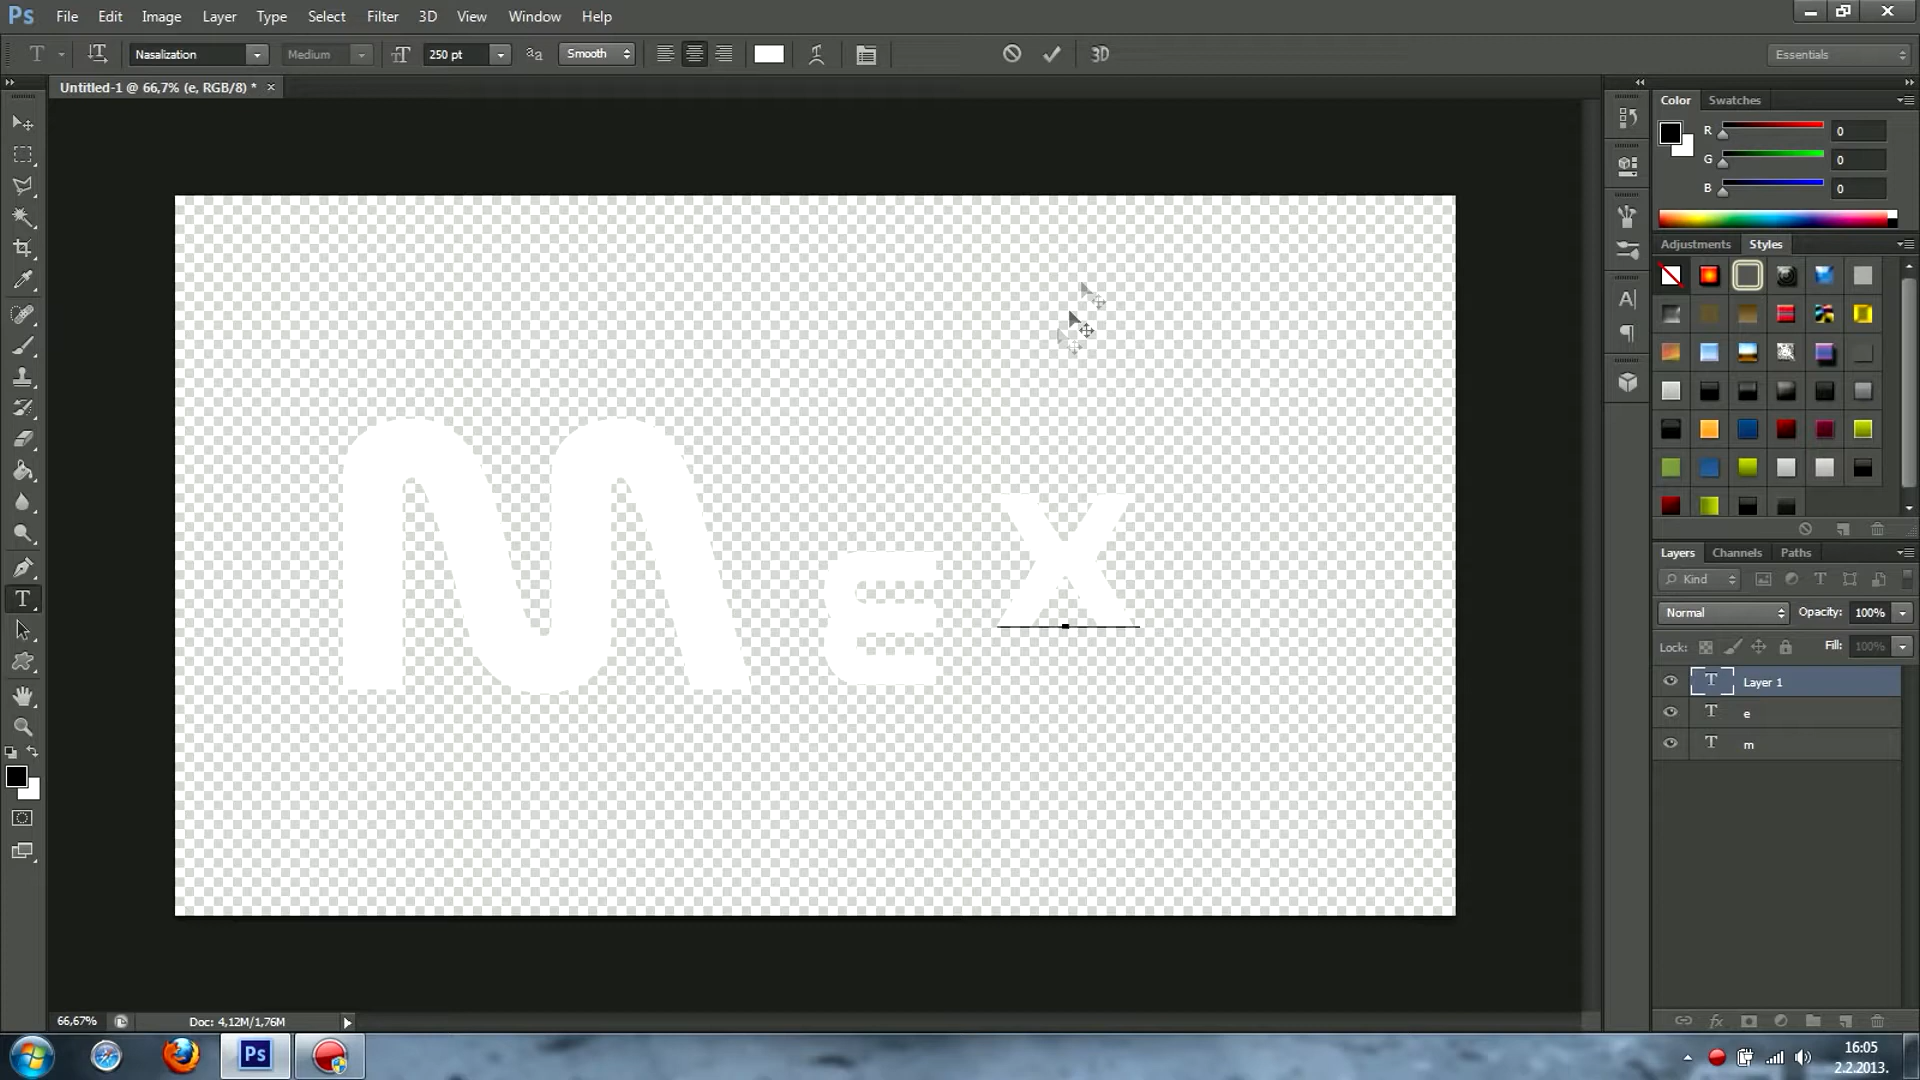 Ps File Edit Image Layer Type Select Filter 3D View Window Help
T Nasalization Medium 250 pt aa Smooth 3D Essentials
Untitled-1 @ 66,7% (e, RGB/8) * ×
Color Swatches
R 0
G 0
B 0
Adjustments Styles
m e x
Layers Channels Paths
Kind
Normal Opacity: 100%
Lock: Fill: 100%
T Layer 1
T e
T m
66,67% Doc: 4,12M/1,76M
Ps
16:05
2.2.2013.